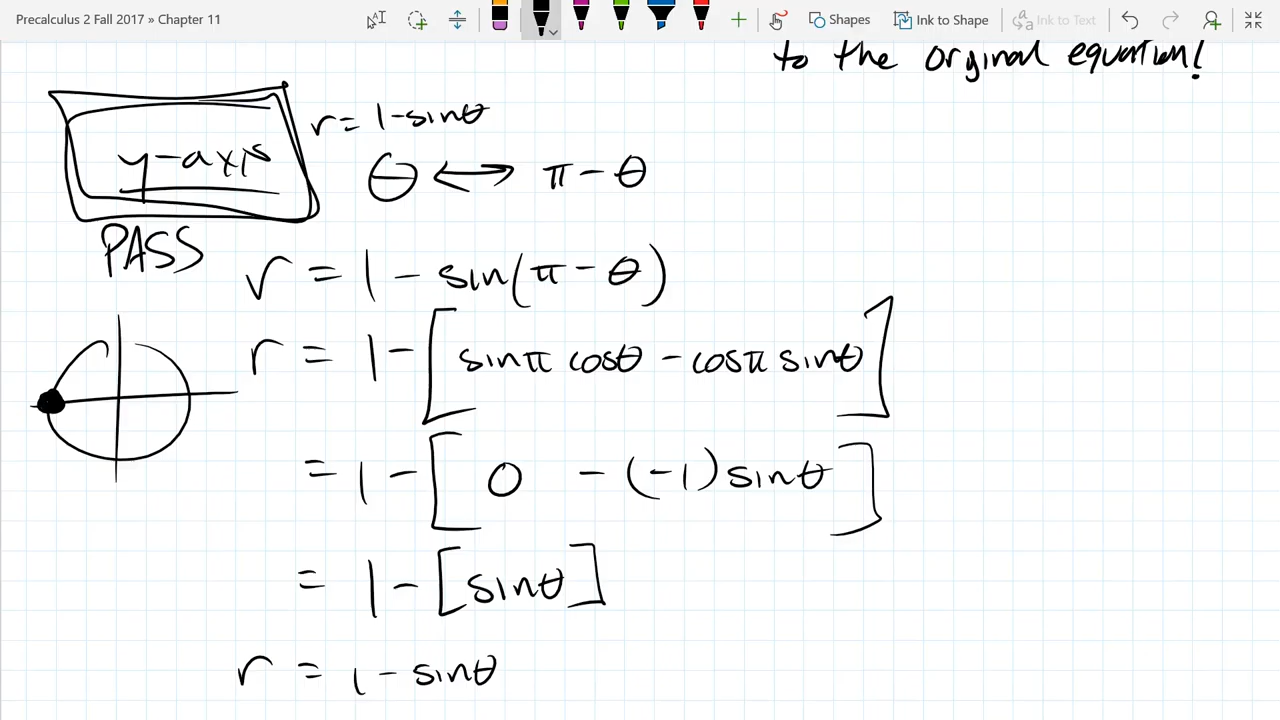 Precalculus 2 Fall 2017 » Chapter 11
Shapes
Ink to Shape
Ink to Text
to the orginal equation!
y-axis
r = 1-sinθ
θ ↔ π - θ
PASS
r = 1 - sin(π - θ)
r = 1 - [sinπ cosθ - cosπ sinθ]
= 1 - [0 - (-1) sinθ]
= 1 - [sinθ]
r = 1 - sinθ